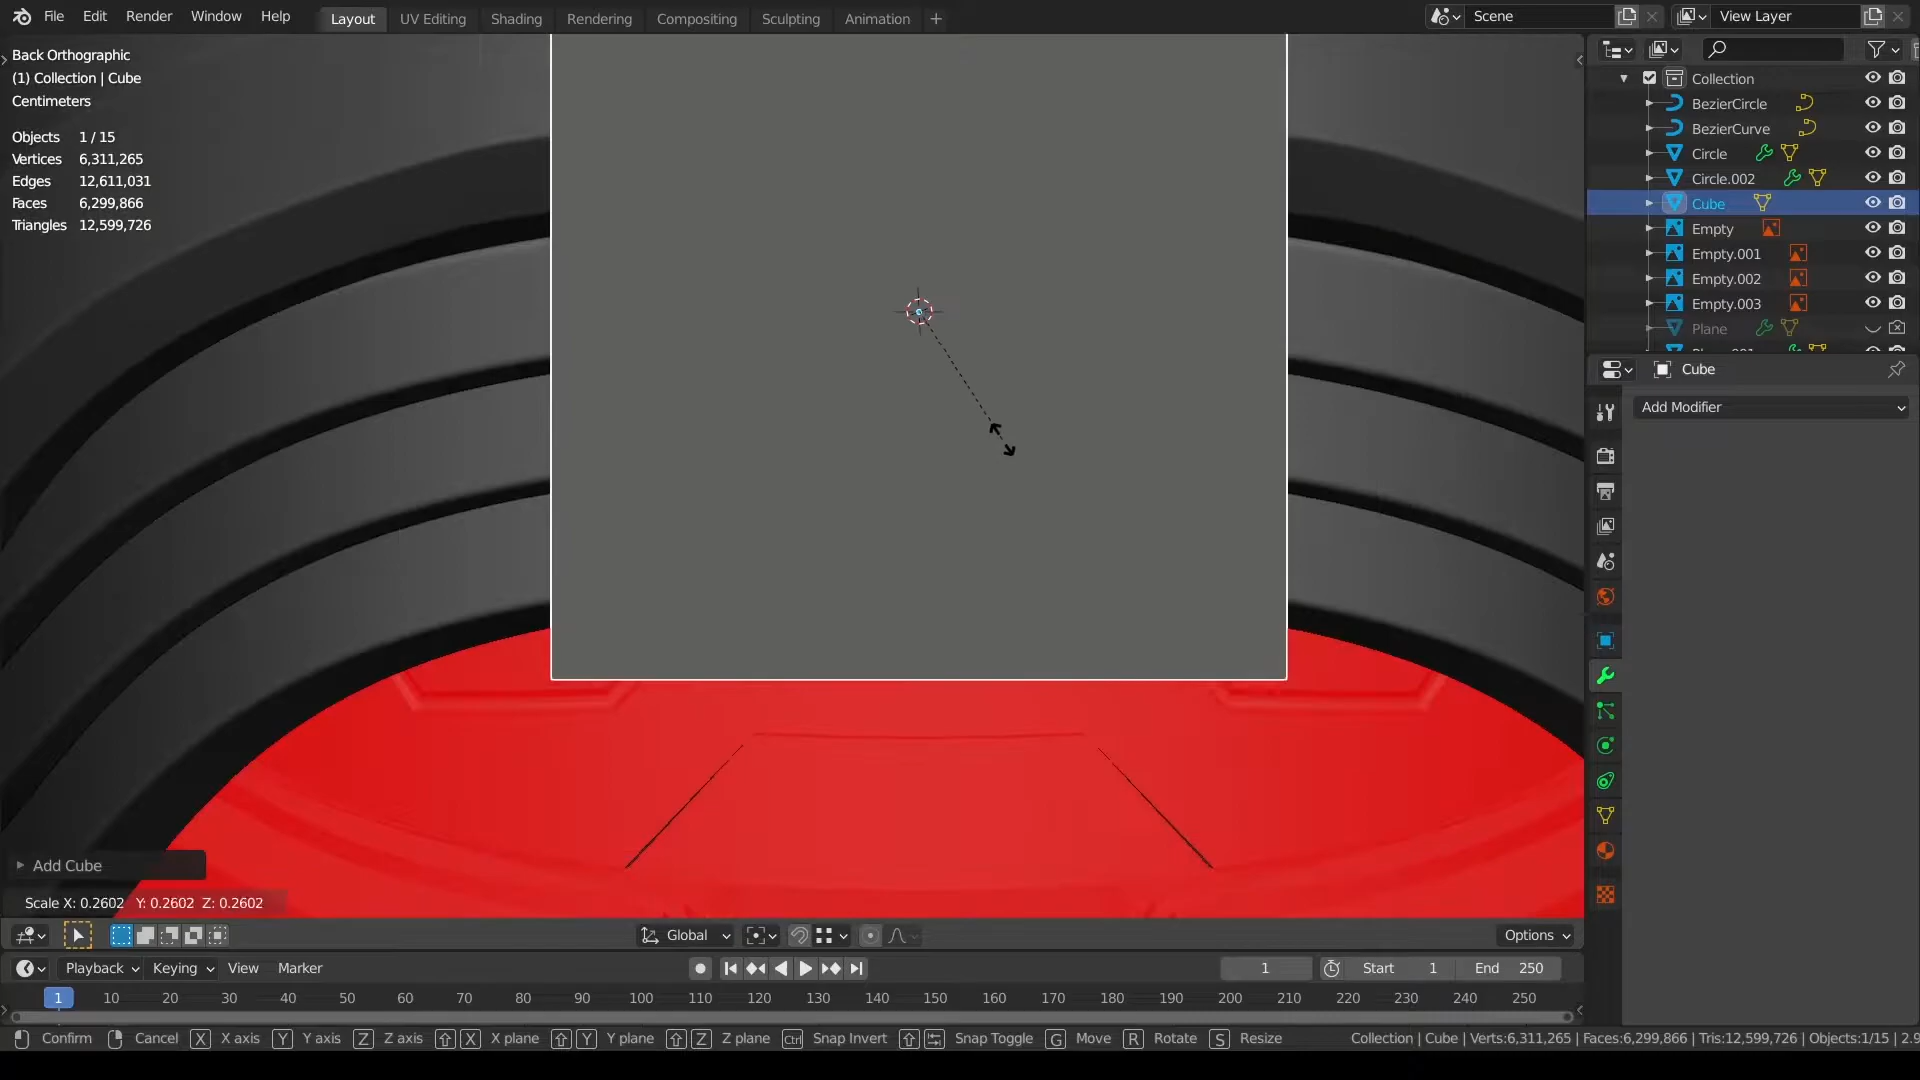 File Edit Render Window Help Layout UV Editing Shading Rendering Compositing Sculpting Animation + Scene View Layer
Back Orthographic
(1) Collection | Cube
Centimeters
Objects 1 / 15
Vertices 6,311,265
Edges 12,611,031
Faces 6,299,866
Triangles 12,599,726
Collection
BezierCircle
BezierCurve
Circle
Circle.002
Cube
Empty
Empty.001
Empty.002
Empty.003
Plane
Cube
Add Modifier
Add Cube
Scale X: 0.2602 Y: 0.2602 Z: 0.2602
Global Options
Playback Keying View Marker 1 Start 1 End 250
1 10 20 30 40 50 60 70 80 90 100 110 120 130 140 150 160 170 180 190 200 210 220 230 240 250
Confirm Cancel X X axis Y Y axis Z Z axis X X plane Y Y plane Z Z plane Ctrl Snap Invert Snap Toggle G Move R Rotate S Resize Collection | Cube | Verts:6,311,265 | Faces:6,299,866 | Tris:12,599,726 | Objects:1/15 | 2.9